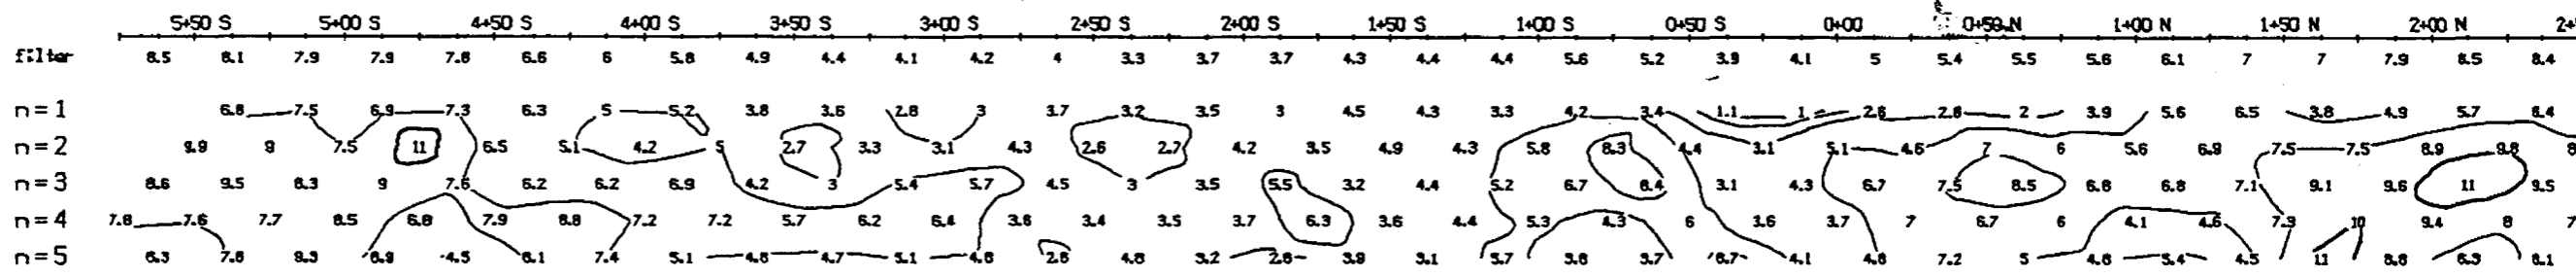 5+50 S 5+00 S 4+50 S 4+00 S 3+50 S 3+00 S 2+50 S 2+00 S 1+50 S 1+00 S 0+50 S 0+00 0+50 N 1+00 N 1+50 N 2+00 N 2+
filter 8.5 8.1 7.9 7.9 7.8 6.6 6 5.8 4.9 4.4 4.1 4.2 4 3.3 3.7 3.7 4.3 4.4 4.4 5.6 5.2 3.9 4.1 5 5.4 5.5 5.6 6.1 7 7 7.9 8.5 8.4
n=1 6.8 7.5 6.9 7.3 6.3 5 5.2 3.8 3.6 2.8 3 3.7 3.2 3.5 3 4.5 4.3 3.3 4.2 3.4 1.1 1 2.6 2.8 2 3.9 5.6 6.5 3.8 4.9 5.7 6.4
n=2 9.9 9 7.5 11 6.5 5.1 4.2 5 2.7 3.3 3.1 4.3 2.6 2.7 4.2 3.5 4.9 4.3 5.8 8.3 4.4 3.1 5.1 4.6 7 6 5.6 6.9 7.5 7.5 8.9 9.8 8
n=3 8.6 9.5 8.3 9 7.6 6.2 6.2 6.9 4.2 3 5.4 5.7 4.5 3 3.5 5.5 3.2 4.4 5.2 6.7 8.4 3.1 4.3 6.7 7.5 8.5 6.8 6.8 7.1 9.1 9.6 11 9.5
n=4 7.8 7.6 7.7 8.5 6.8 7.9 8.8 7.2 7.2 5.7 6.2 6.4 3.6 3.4 3.5 3.7 6.3 3.6 4.4 5.3 4.3 6 3.6 3.7 7 6.7 6 4.1 4.6 7.9 10 9.4 8 7
n=5 6.3 7.8 9.3 6.9 4.5 8.1 7.4 5.1 4.8 4.7 5.1 4.8 2.6 4.8 3.2 2.8 3.9 3.1 5.7 3.8 3.7 6.7 4.1 4.8 7.2 5 4.8 5.4 4.5 11 8.8 6.3 8.1